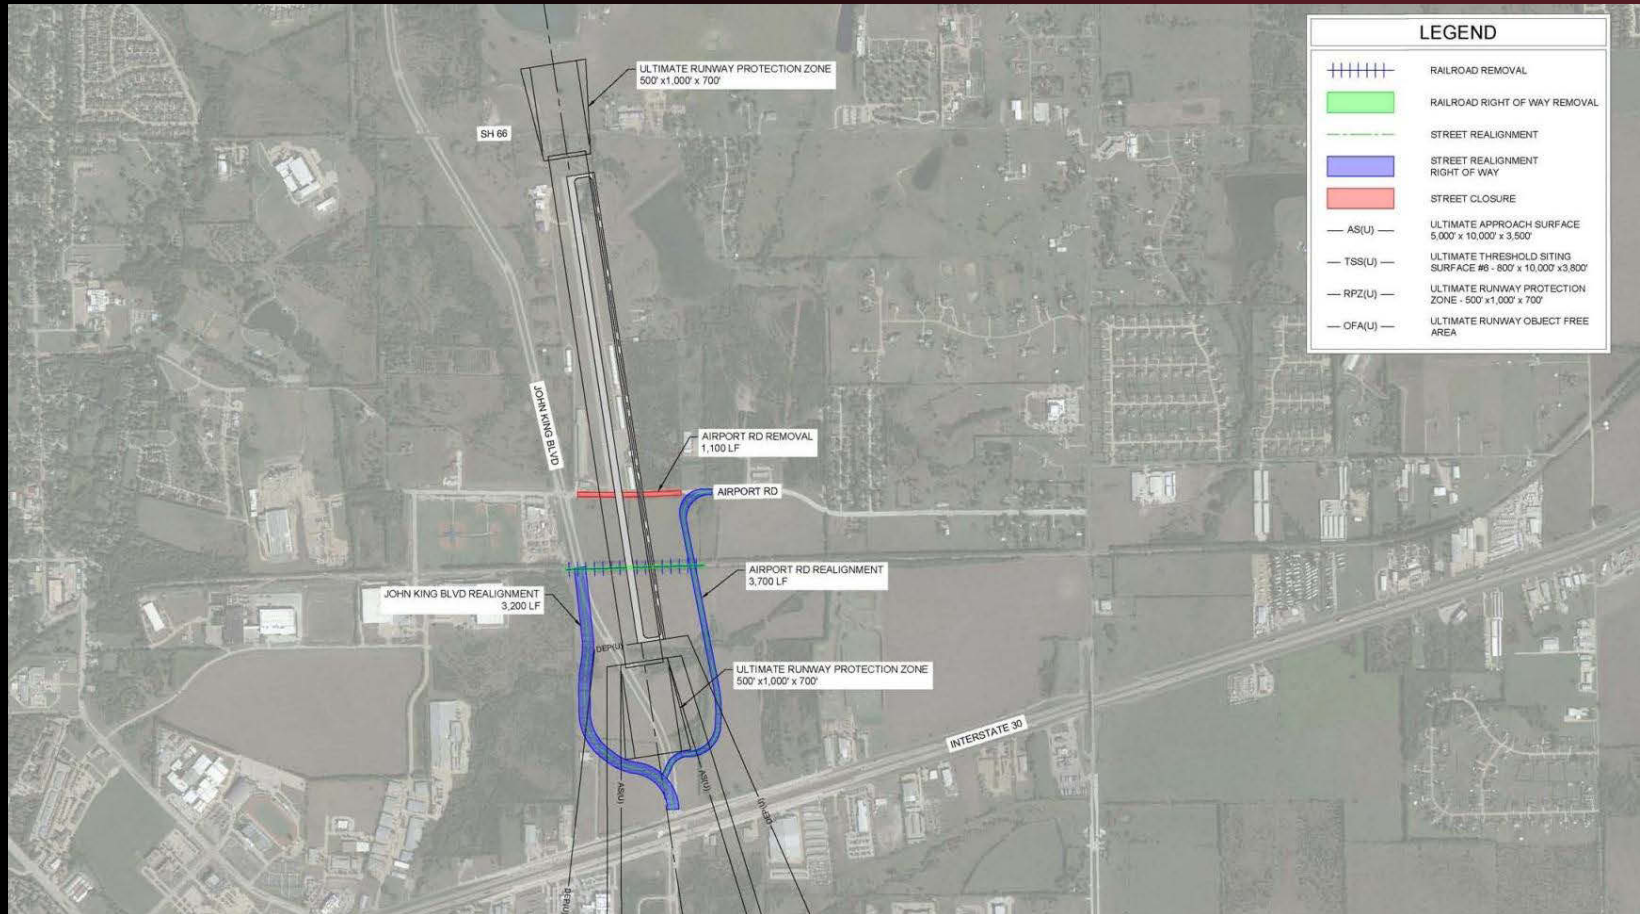 LEGEND
RAILROAD REMOVAL
RAILROAD RIGHT OF WAY REMOVAL
STREET REALIGNMENT
STREET REALIGNMENT
RIGHT OF WAY
STREET CLOSURE
AS(U)
ULTIMATE APPROACH SURFACE
5,000' x 10,000' x 3,500'
TSS(U)
ULTIMATE THRESHOLD SITING
SURFACE #6 - 800' x 10,000' x3,800'
RPZ(U)
ULTIMATE RUNWAY PROTECTION
ZONE - 500' x1,000' x 700'
OFA(U)
ULTIMATE RUNWAY OBJECT FREE
AREA
ULTIMATE RUNWAY PROTECTION ZONE
500' x1,000' x 700'
SH 66
JOHN KING BLVD
AIRPORT RD REMOVAL
1,100 LF
AIRPORT RD
AIRPORT RD REALIGNMENT
3,700 LF
JOHN KING BLVD REALIGNMENT
3,200 LF
DEP(U)
ULTIMATE RUNWAY PROTECTION ZONE
500' x1,000' x 700'
INTERSTATE 30
AS(U)
AS(U)
DEP(U)
DEP(U)